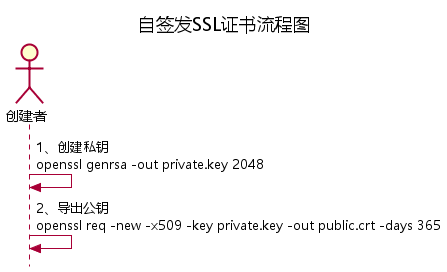 自签发SSL证书流程图
创建者
1、创建私钥
openssl genrsa -out private.key 2048
2、导出公钥
openssl req -new -x509 -key private.key -out public.crt -days 365